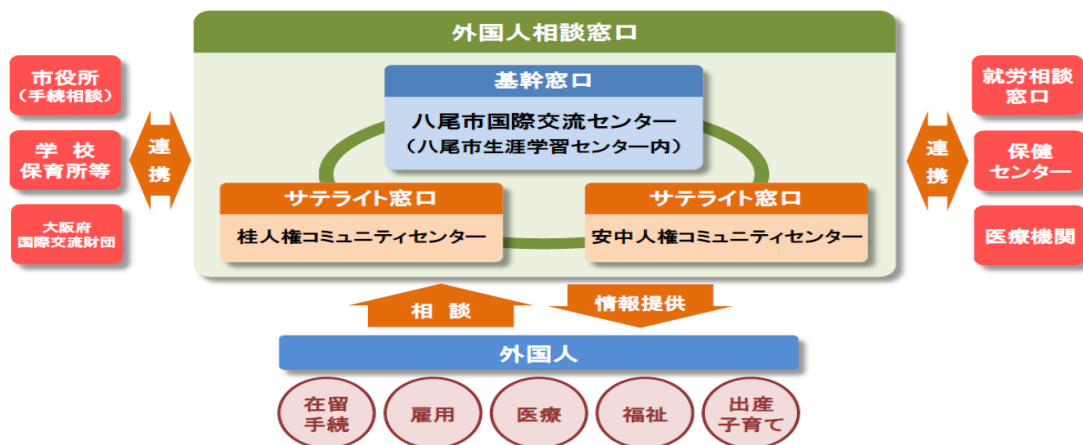 外国人相談窓口
市役所
（手続相談）
学校
保育所等
大阪府
国際交流財団
連携
基幹窓口
八尾市国際交流センター
（八尾市生涯学習センター内）
サテライト窓口
桂人権コミュニティセンター
サテライト窓口
安中人権コミュニティセンター
連携
就労相談
窓口
保健
センター
医療機関
相談
情報提供
外国人
在留
手続
雇用
医療
福祉
出産
子育て